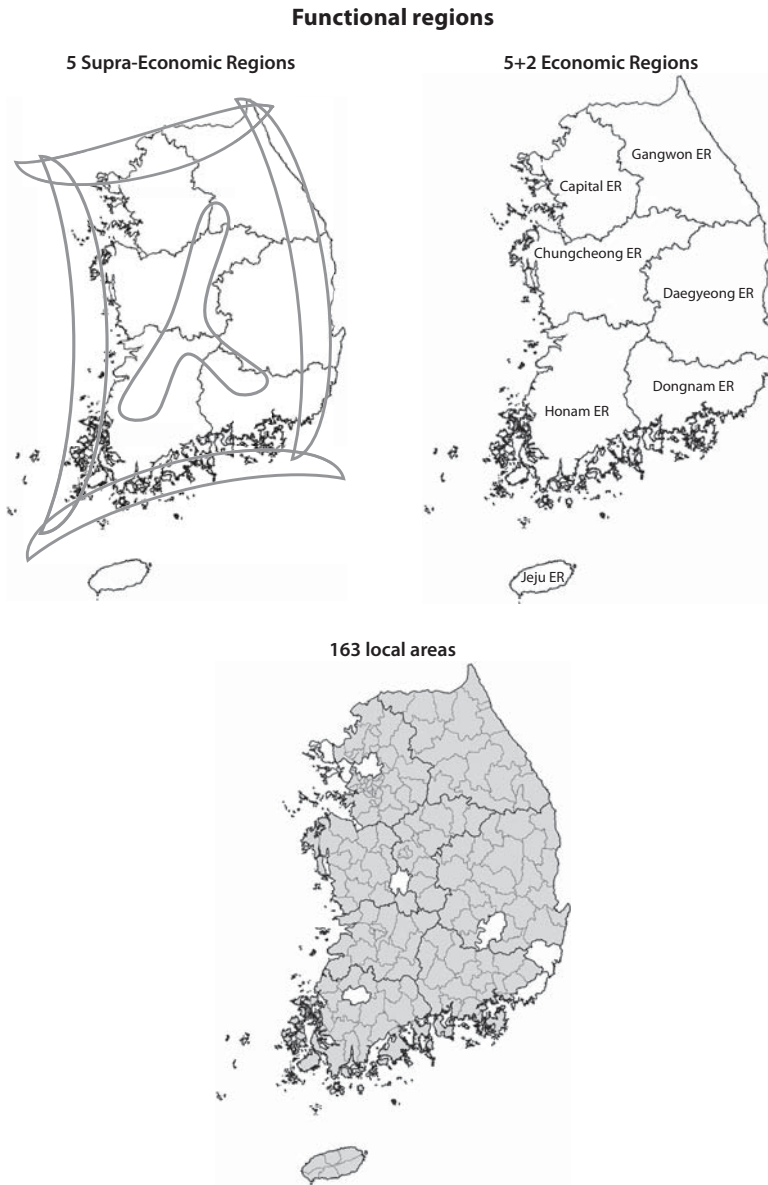 Functional regions
5 Supra-Economic Regions
5+2 Economic Regions
Gangwon ER
Capital ER
Chungcheong ER
Daegyeong ER
Dongnam ER
Honam ER
Jeju ER
163 local areas